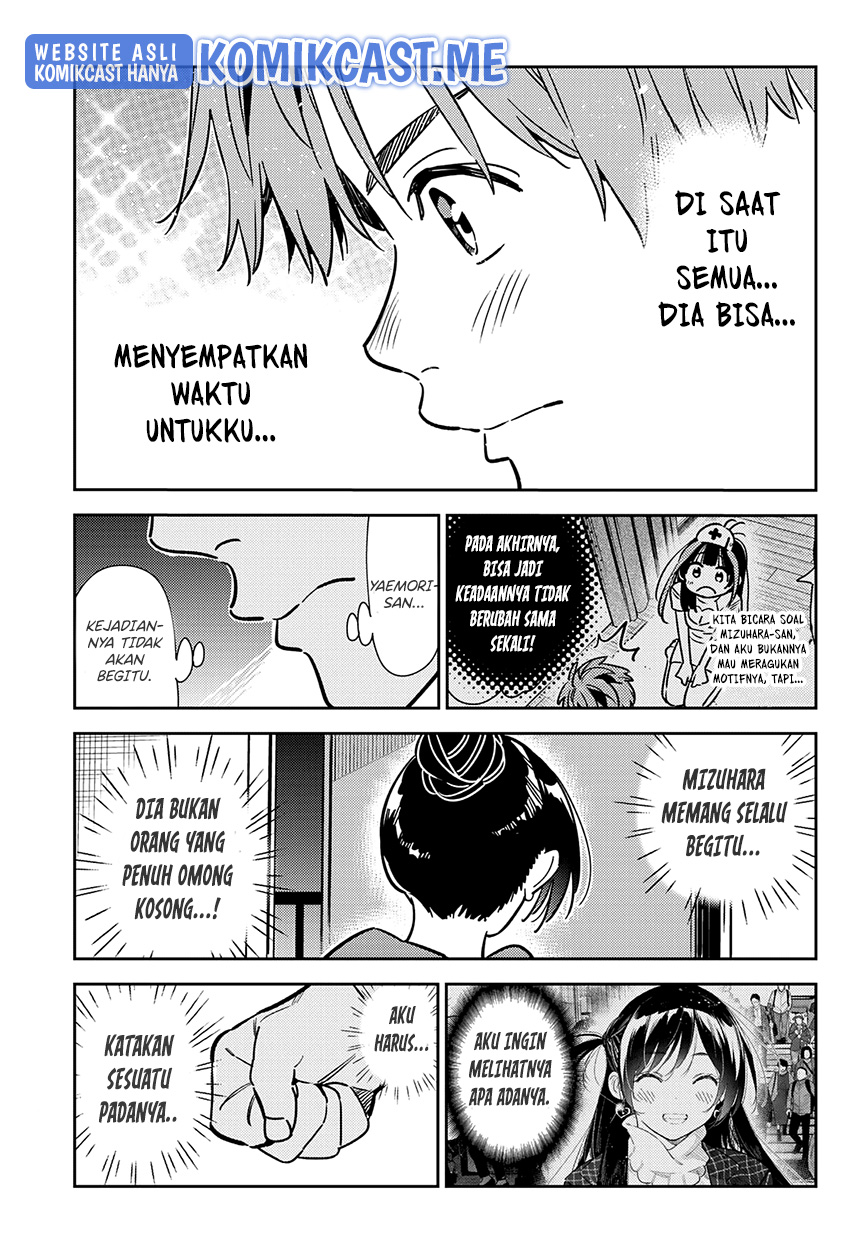 WEBSITE ASLI
KOMIKCAST HANYA
KOMIKCAST.ME
DI SAAT
ITU
SEMUA...
DIA BISA...
MENYEMPATKAN
WAKTU
UNTUKKU...
PADA AKHIRNYA,
BISA JADI
KEADAANNYA TIDAK
BERUBAH SAMA
SEKALI!
KITA BICARA SOAL
MIZUHARA-SAN,
DAN AKU BUKANNYA
MAU MERAGUKAN
MOTIFNYA, TAPI...
YAEMORI-
SAN...
KEJADIAN-
NYA TIDAK
AKAN
BEGITU.
MIZUHARA
MEMANG SELALU
BEGITU...
DIA BUKAN
ORANG YANG
PENUH OMONG
KOSONG...!
AKU INGIN
MELIHATNYA
APA ADANYA.
AKU
HARUS...
KATAKAN
SESUATU
PADANYA..